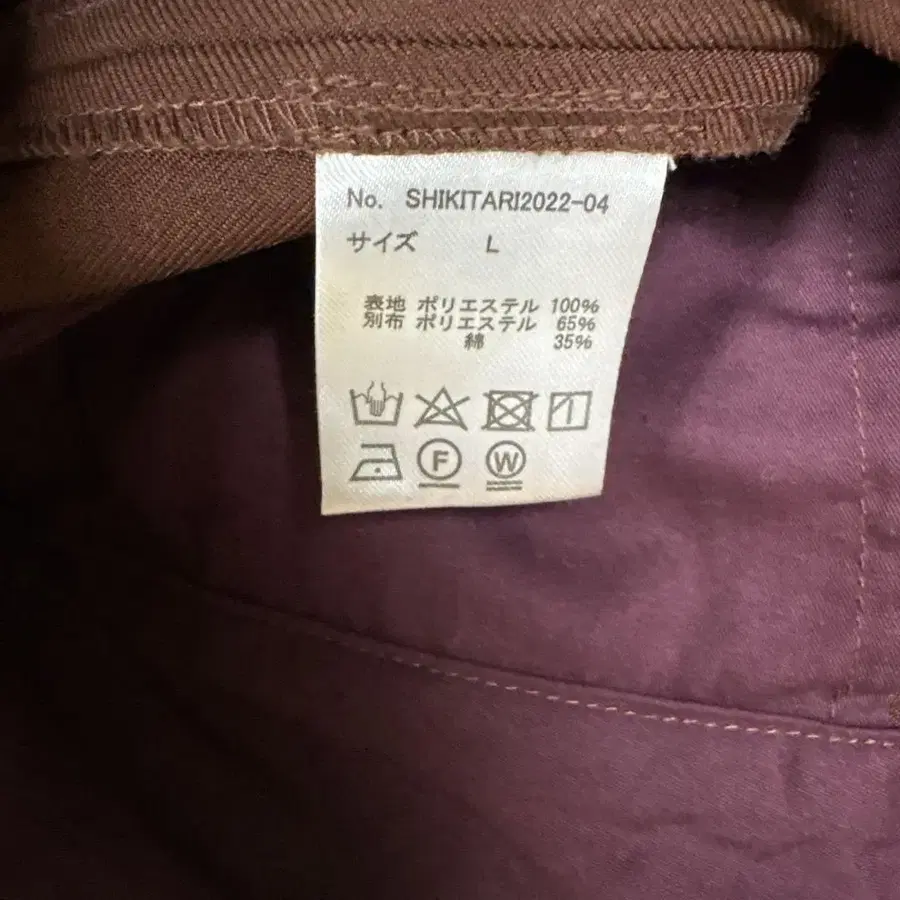 No. SHIKITARI2022-04
サイズ L
表地 ポリエステル 100%
別布 ポリエステル 65%
綿 35%
F W